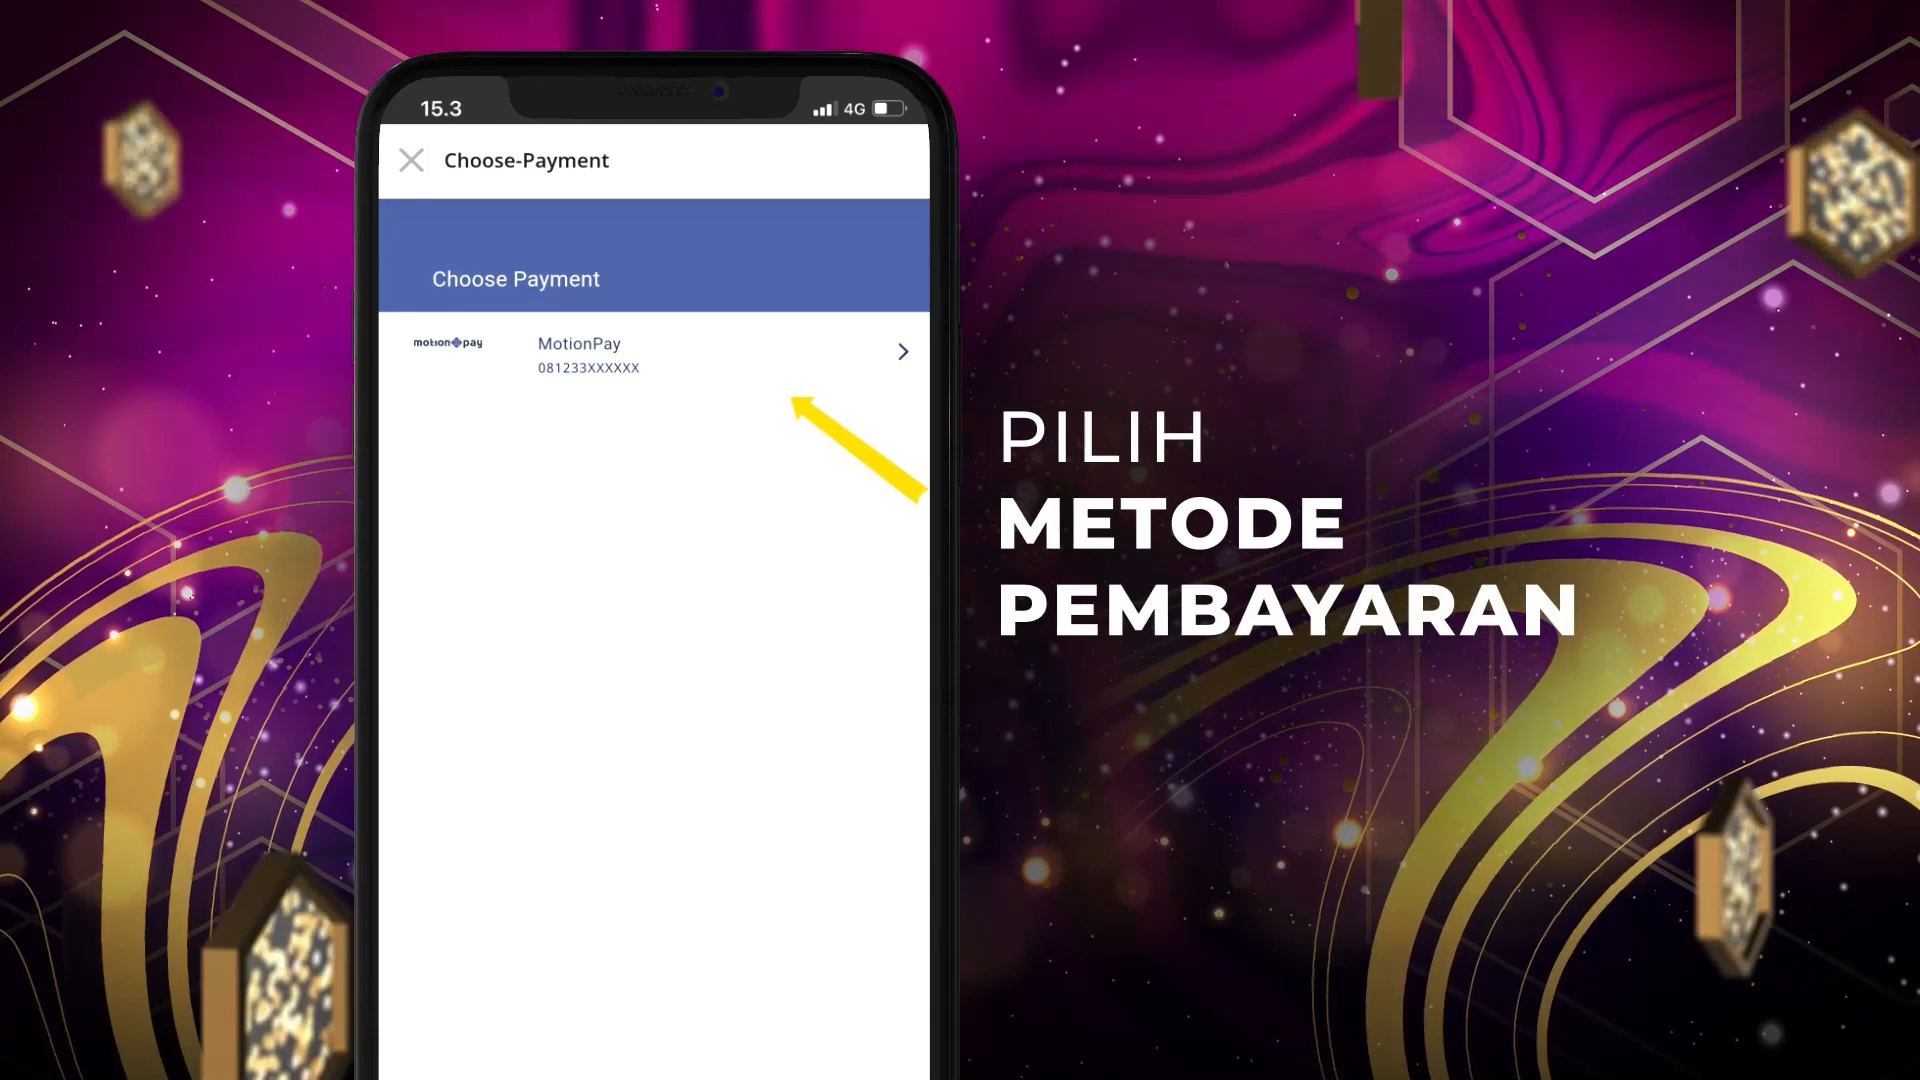 15.3
4G
Choose-Payment
Choose Payment
motion pay
MotionPay
081233XXXXXX
PILIH
METODE
PEMBAYARAN